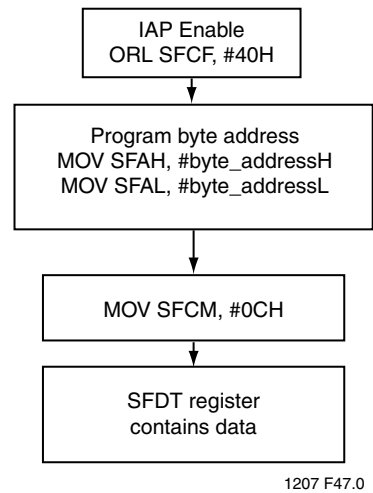 IAP Enable
ORL SFCF, #40H
Program byte address
MOV SFAH, #byte_addressH
MOV SFAL, #byte_addressL
MOV SFCM, #0CH
SFDT register
contains data
1207 F47.0